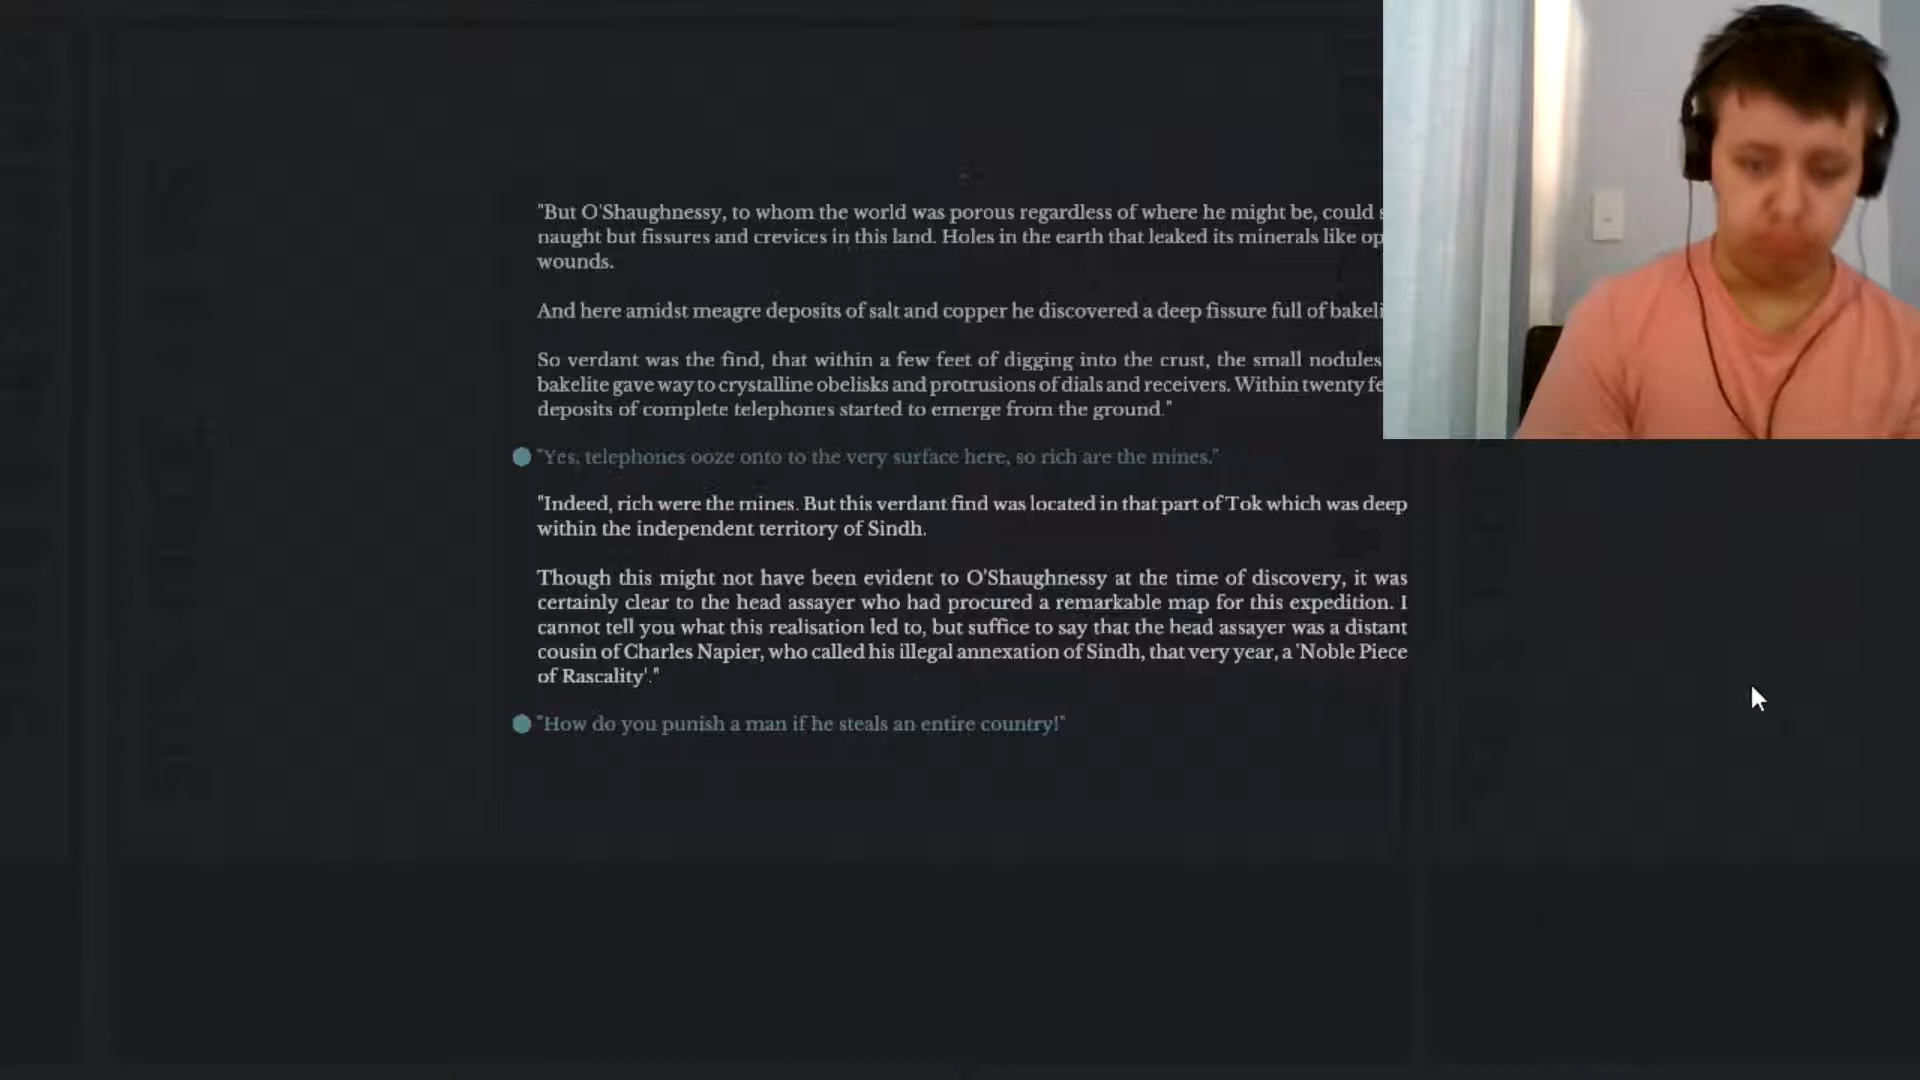 "But O'Shaughnessy, to whom the world was porous regardless of where he might be, could
naught but fissures and crevices in this land. Holes in the earth that leaked its minerals like
wounds.
And here amidst meagre deposits of salt and copper he discovered a deep fissure full of
So verdant was the find, that within a few feet of digging into the crust, the small nodules
bakelite gave way to crystalline obelisks and protrusions of dials and receivers. Within twenty
deposits of complete telephones started to emerge from the ground."
"Yes, telephones ooze onto to the very surface here, so rich are the mines."
"Indeed, rich were the mines. But this verdant find was located in that part of Tok which was deep
within the independent territory of Sindh.
Though this might not have been evident to O'Shaughnessy at the time of discovery, it was
certainly clear to the head assayer who had procured a remarkable map for this expedition. I
cannot tell you what this realisation led to, but suffice to say that the head assayer was a distant
cousin of Charles Napier, who called his illegal annexation of Sindh, that very year, a 'Noble Piece
of Rascality'."
"How do you punish a man if he steals an entire country!"